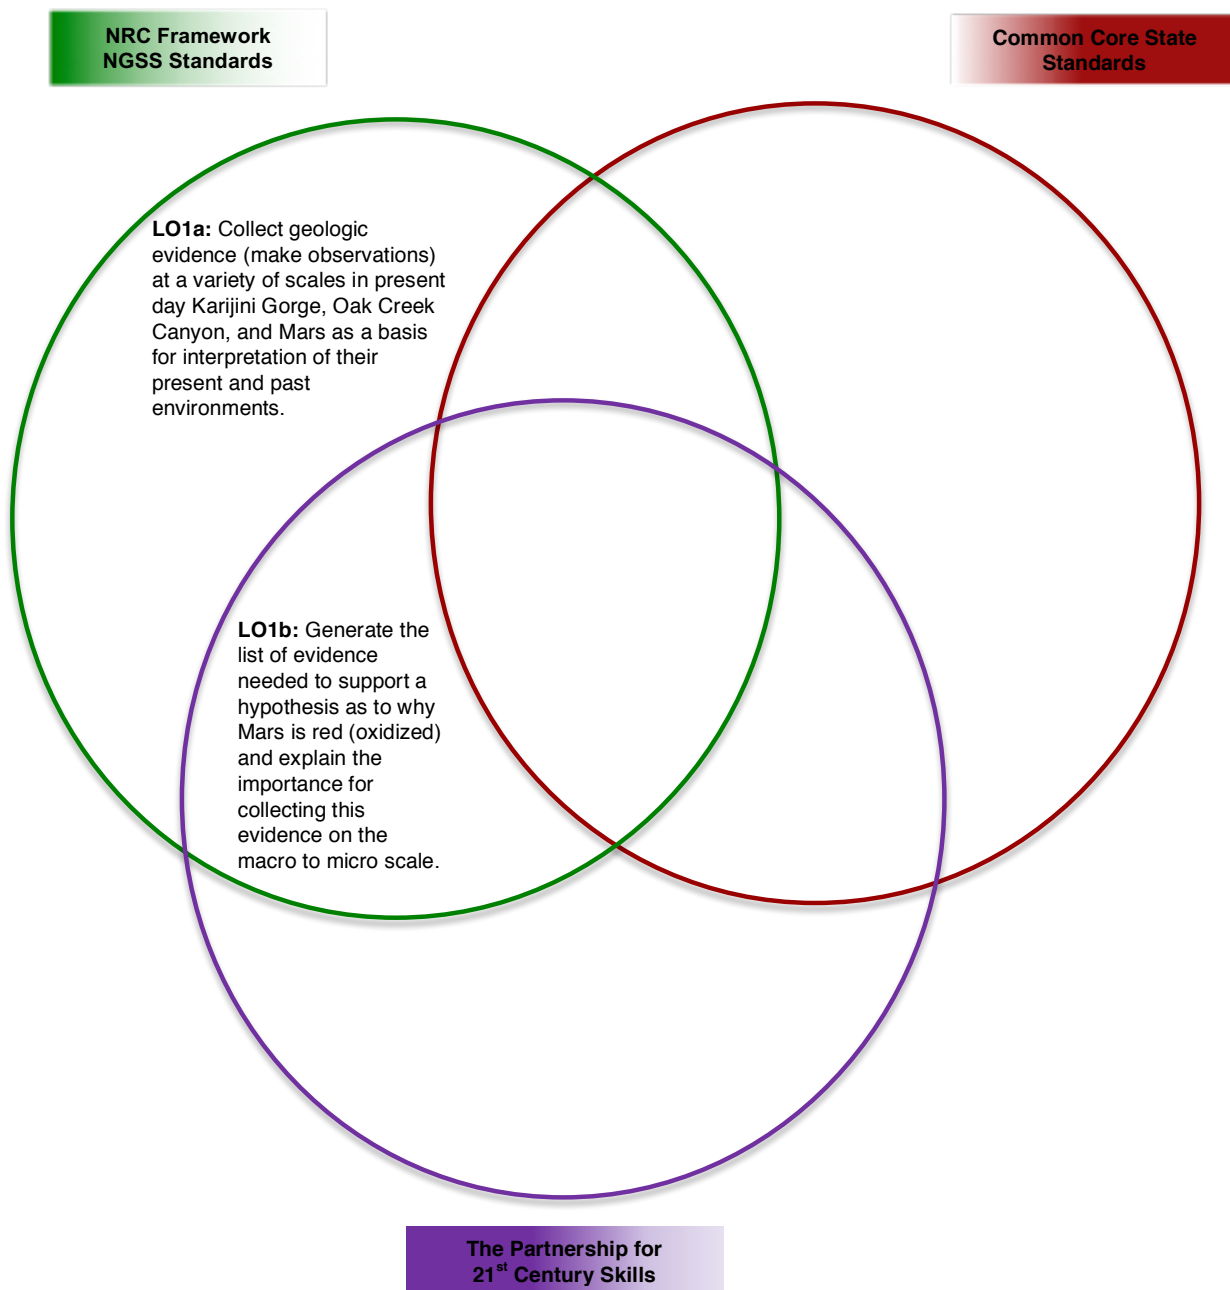 NRC Framework
NGSS Standards
Common Core State
Standards
LO1a: Collect geologic
evidence (make observations)
at a variety of scales in present
day Karijini Gorge, Oak Creek
Canyon, and Mars as a basis
for interpretation of their
present and past
environments.
LO1b: Generate the
list of evidence
needed to support a
hypothesis as to why
Mars is red (oxidized)
and explain the
importance for
collecting this
evidence on the
macro to micro scale.
The Partnership for
21st Century Skills